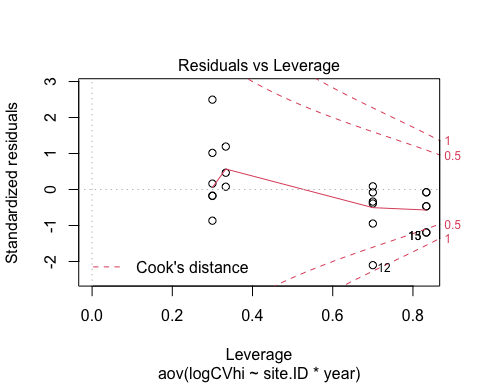 Residuals vs Leverage
Standardized residuals
3
2
1
0
-1
-2
1
0.5
0.5
1
13
12
Cook's distance
0.0 0.2 0.4 0.6 0.8
Leverage
aov(logCVhi ~ site.ID * year)